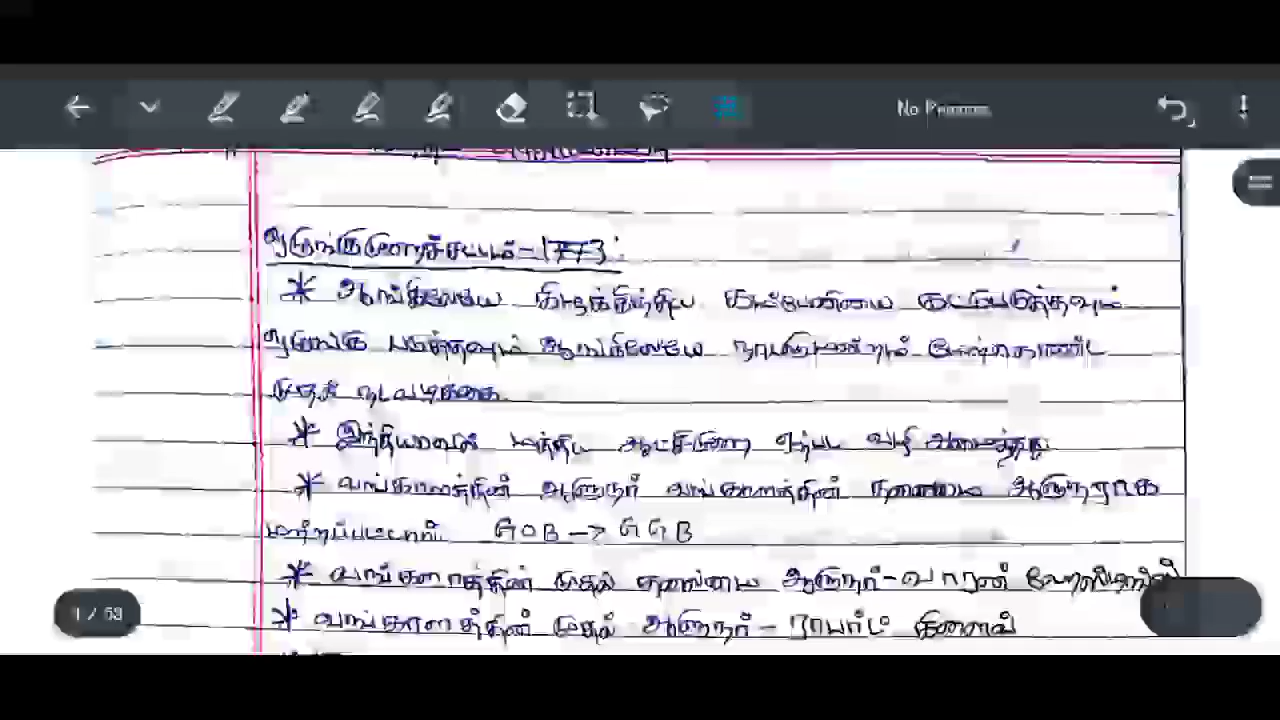 ஒழுங்குமுறைச்சட்டம் - 1773 :
* ஆங்கிலேய கிழக்கிந்திய கம்பெனியை கட்டுபடுத்தவும்
ஒழுங்கு படுத்தவும் ஆங்கிலேய நாடாளுமன்றம் மேற்கொண்ட
முதல் நடவடிக்கை.
* இந்தியாவில் மத்திய ஆட்சிமுறை ஏற்பட வழி அமைத்தது
* வங்காளத்தின் ஆளுநர் வங்காளத்தின் தலைமை ஆளுநராக
மாற்றப்பட்டார். GOB -> GGB
* வங்காளத்தின் முதல் தலைமை ஆளுநர் - வாரன் ஹேஸ்டிங்ஸ்
* வங்காளத்தின் முதல் ஆளுநர் - ராபர்ட் கிளைவ்
1 / 53